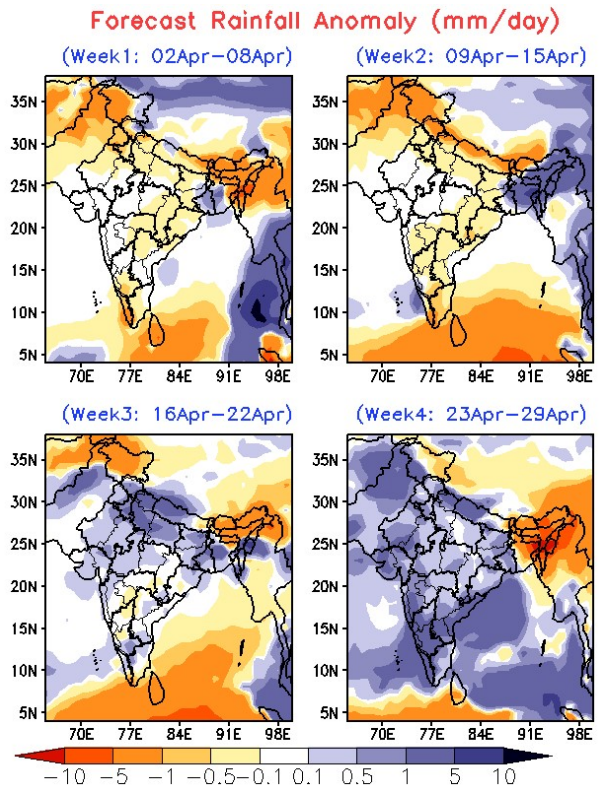 Forecast Rainfall Anomaly (mm/day)
(Week1: 02Apr-08Apr)
(Week2: 09Apr-15Apr)
35N
30N
25N
20N
15N
10N
5N
70E 77E 84E 91E 98E
35N
30N
25N
20N
15N
10N
5N
70E 77E 84E 91E 98E
(Week3: 16Apr-22Apr)
(Week4: 23Apr-29Apr)
35N
30N
25N
20N
15N
10N
5N
70E 77E 84E 91E 98E
35N
30N
25N
20N
15N
10N
5N
70E 77E 84E 91E 98E
-10 -5 -1 -0.5 -0.1 0.1 0.5 1 5 10